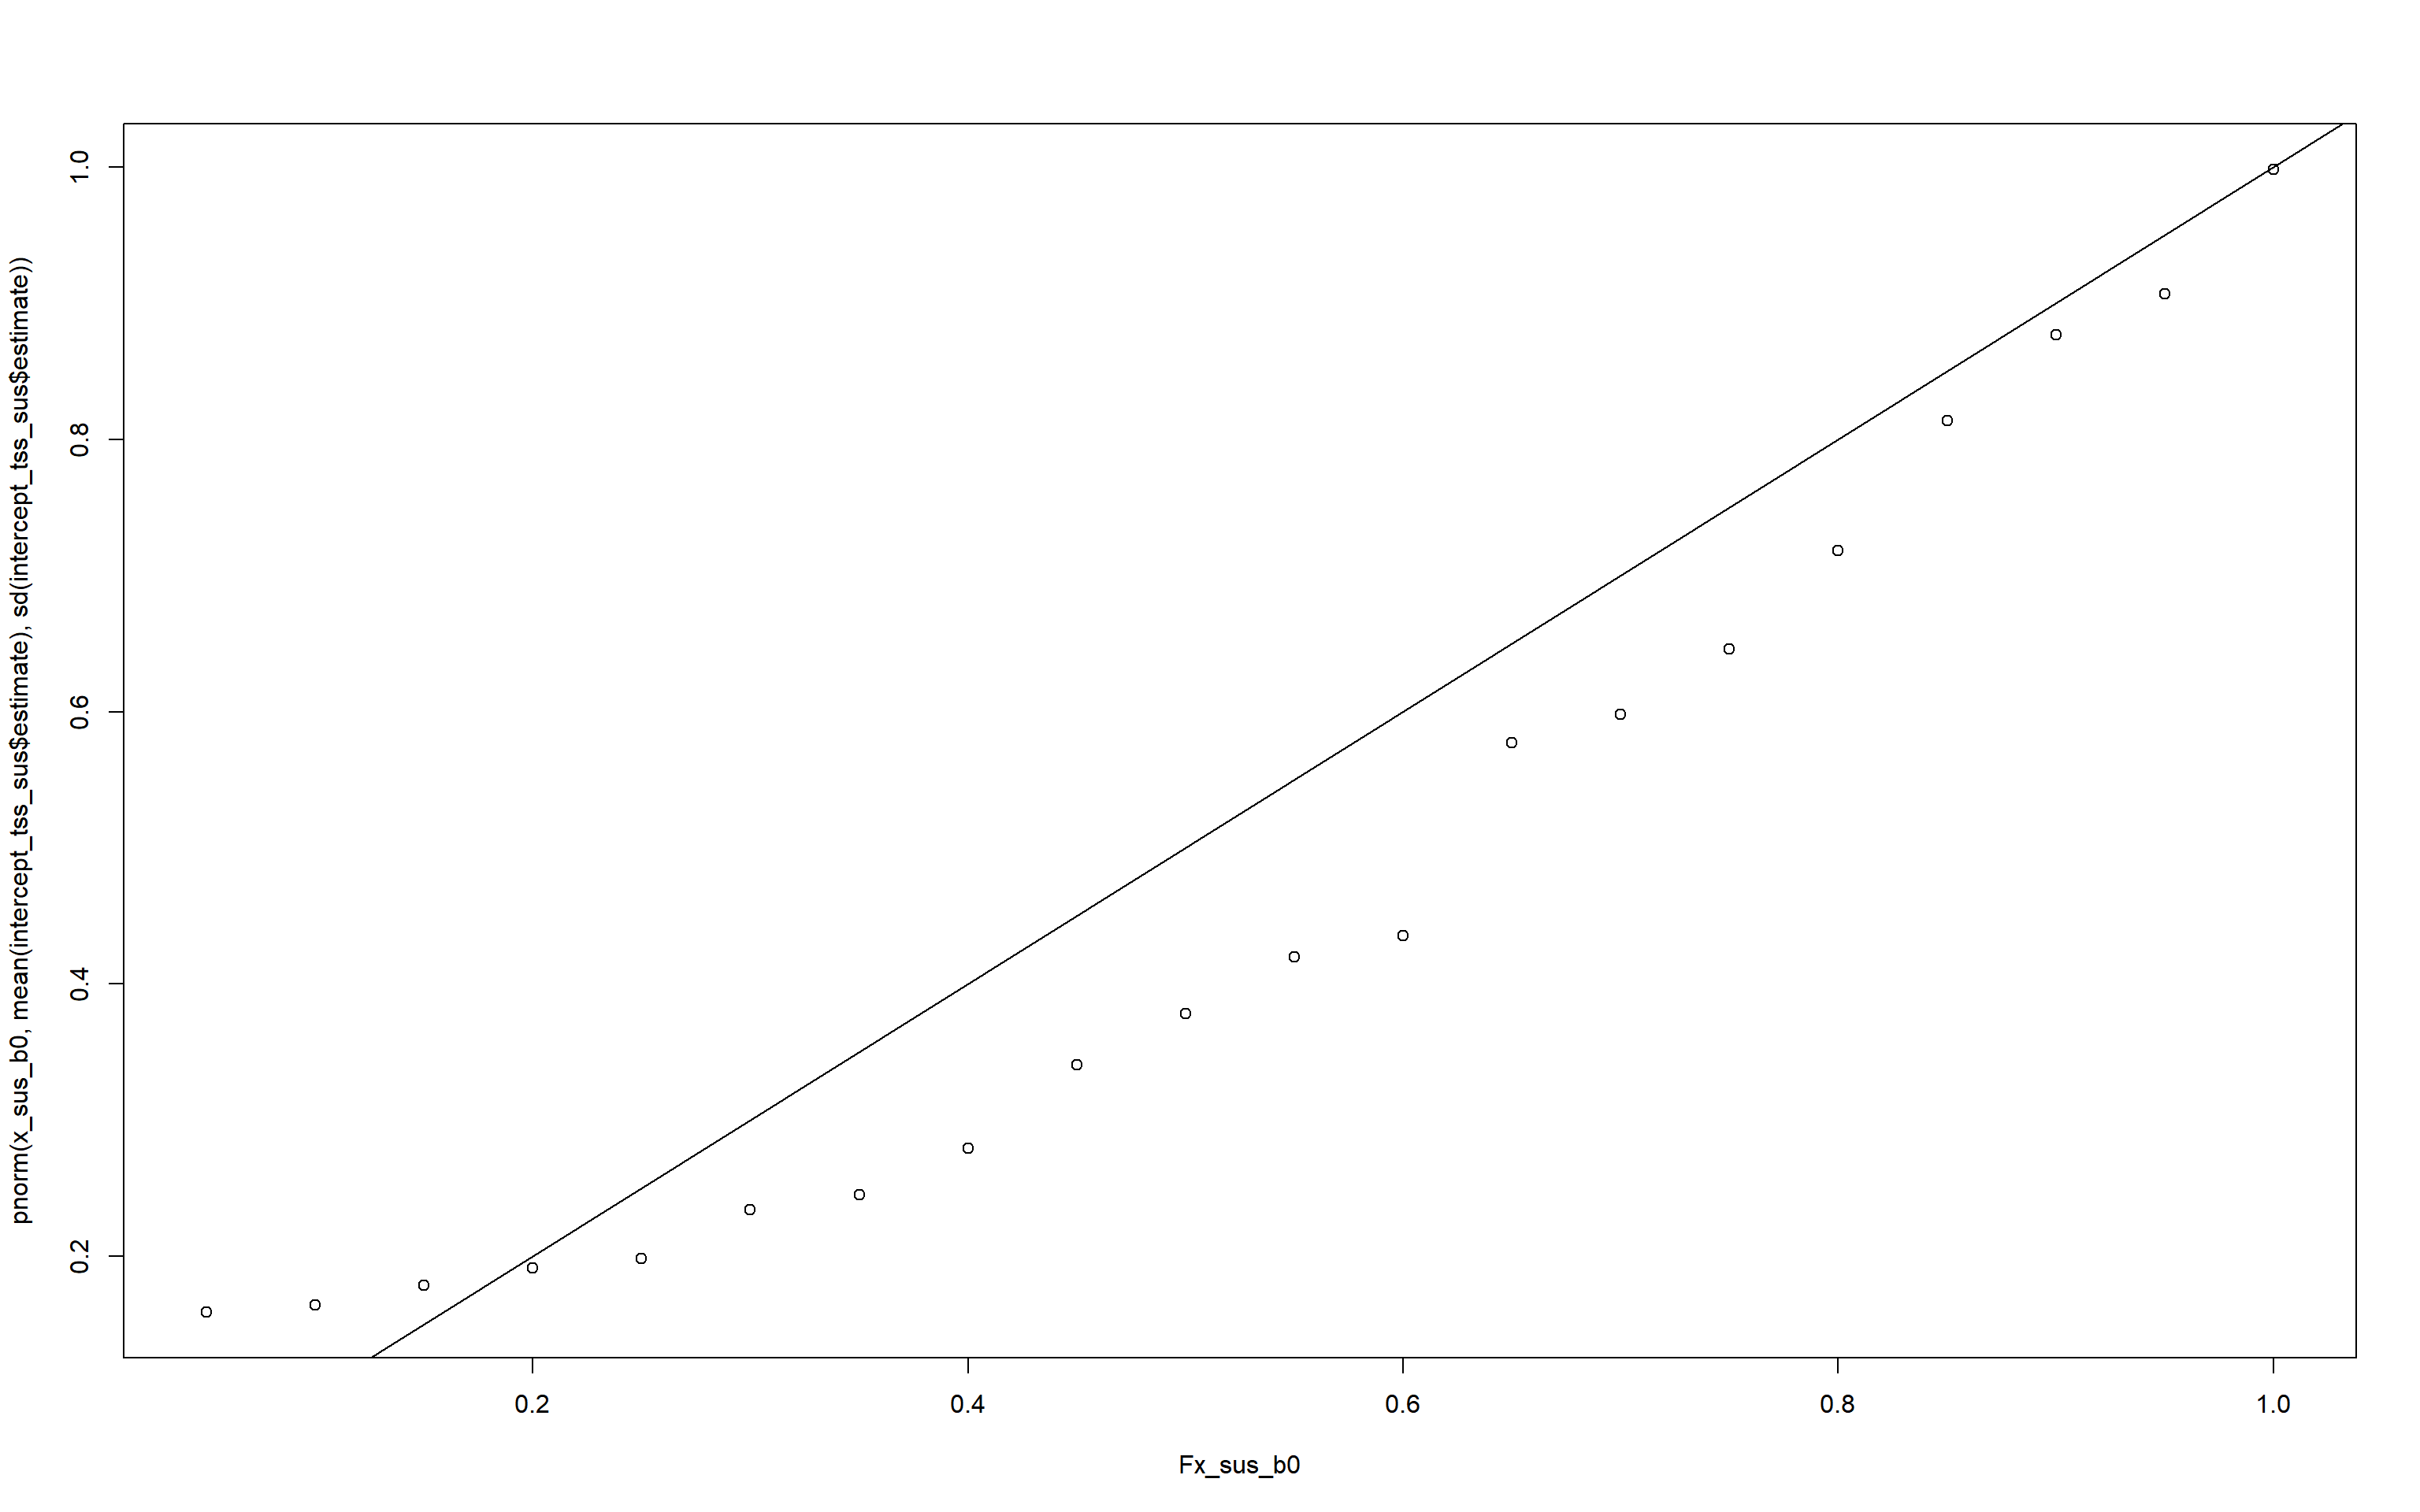 pnorm(x_sus_b0, mean(intercept_tss_sus$estimate), sd(intercept_tss_sus$estimate))
1.0
0.8
0.6
0.4
0.2
0.2 0.4 0.6 0.8 1.0
Fx_sus_b0